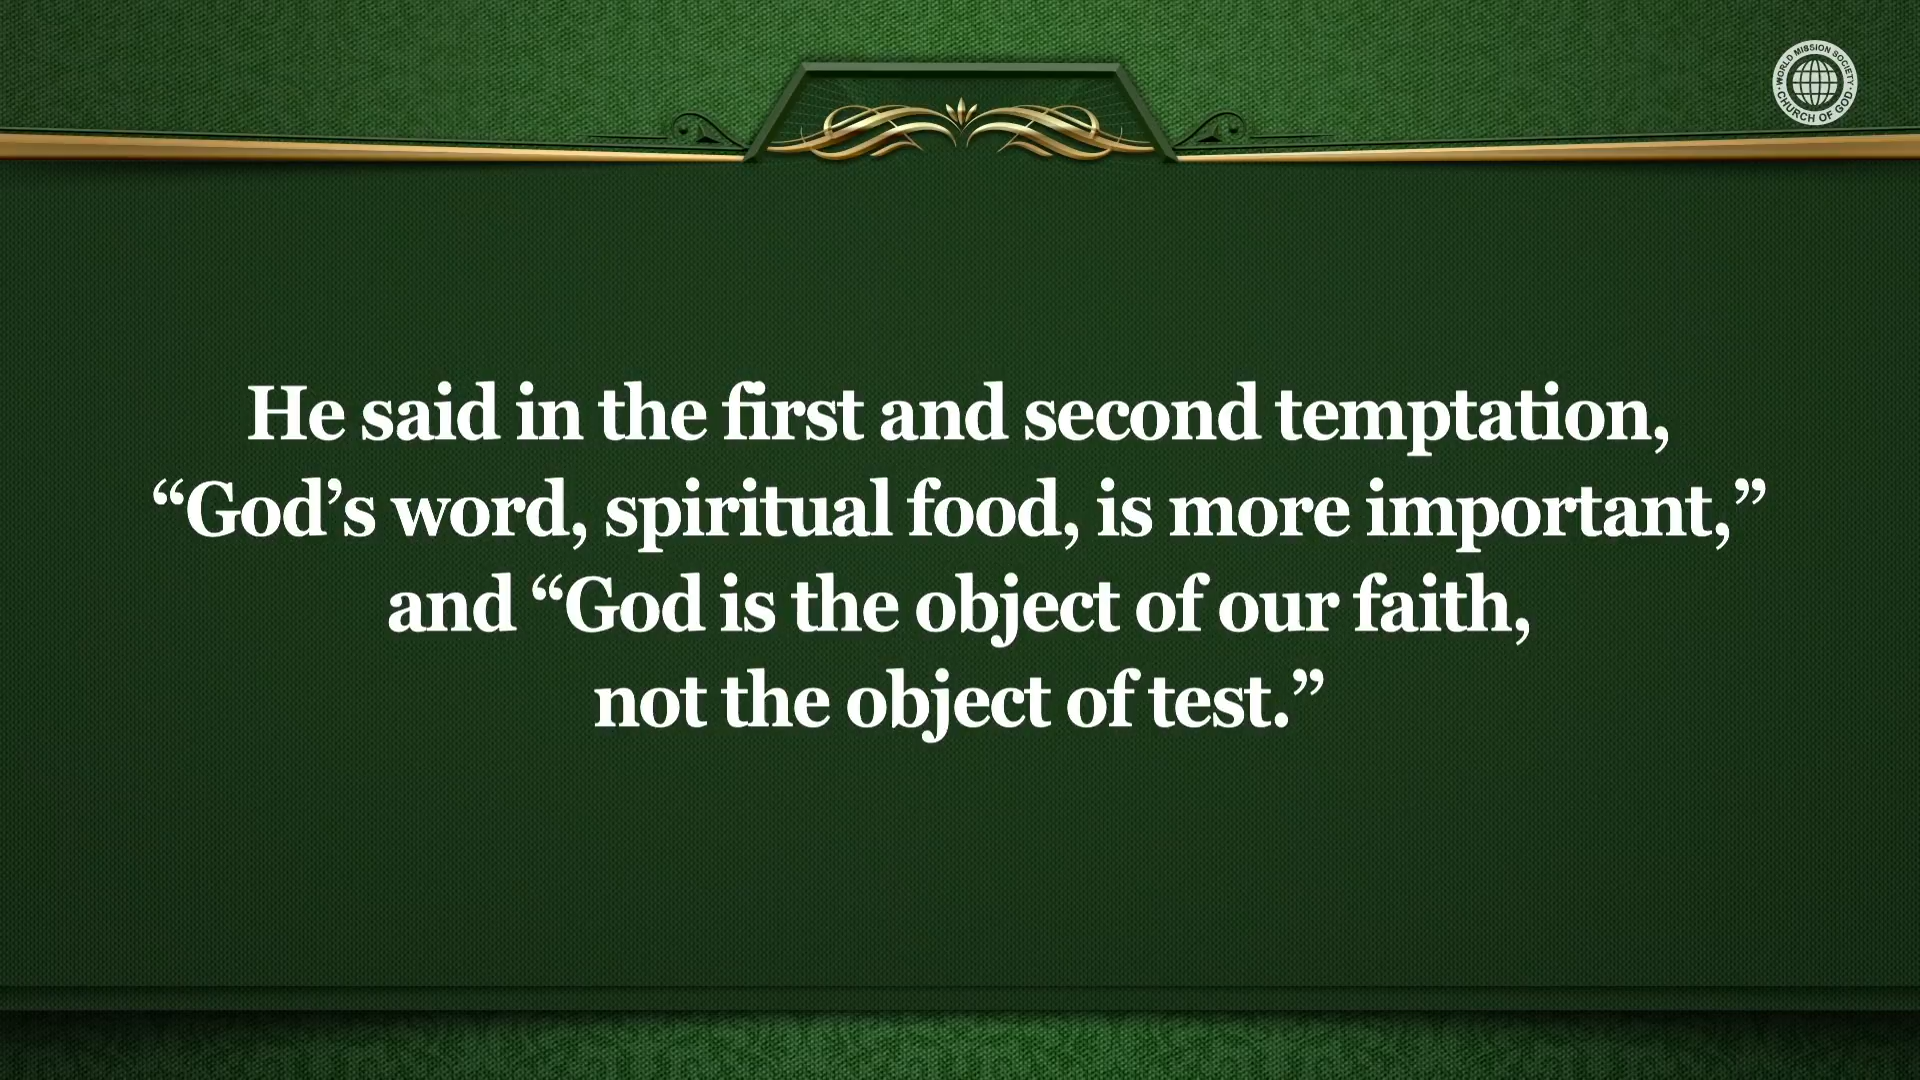 WORLD MISSION SOCIETY
CHURCH OF GOD
He said in the first and second temptation,
“God’s word, spiritual food, is more important,”
and “God is the object of our faith,
not the object of test.”